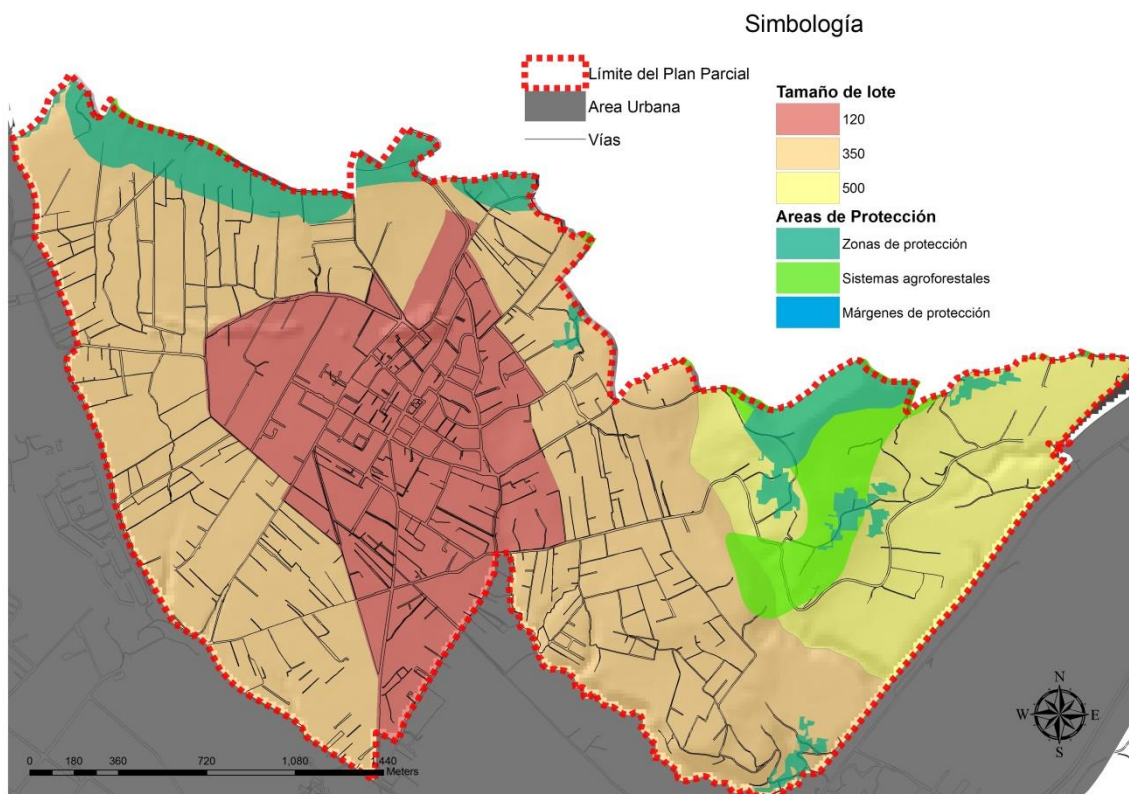 Simbología
Límite del Plan Parcial
Area Urbana
Vías
Tamaño de lote
120
350
500
Areas de Protección
Zonas de protección
Sistemas agroforestales
Márgenes de protección
N
W E
S
0 180 360 720 1,080 1,440
Meters